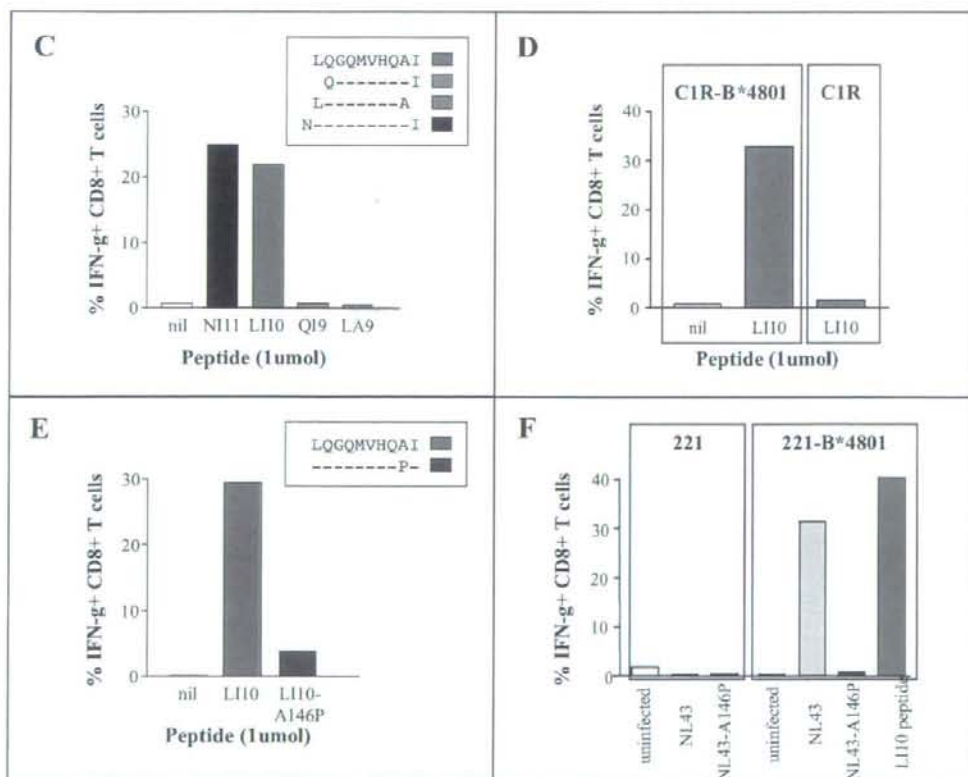 C
LQGQMVHQAI
Q-------I
L-------A
N---------I
% IFN-g+ CD8+ T cells
30
20
10
0
nil NI11 LI10 QI9 LA9
Peptide (1umol)
D
C1R-B*4801 C1R
% IFN-g+ CD8+ T cells
40
30
20
10
0
nil LI10 LI10
Peptide (1umol)
E
LQGQMVHQAI
--------P-
% IFN-g+ CD8+ T cells
30
20
10
0
nil LI10 LI10-
A146P
Peptide (1umol)
F
221 221-B*4801
% IFN-g+ CD8+ T cells
40
30
20
10
0
uninfected
NL43
NL43-A146P
uninfected
NL43
NL43-A146P
LI10 peptide